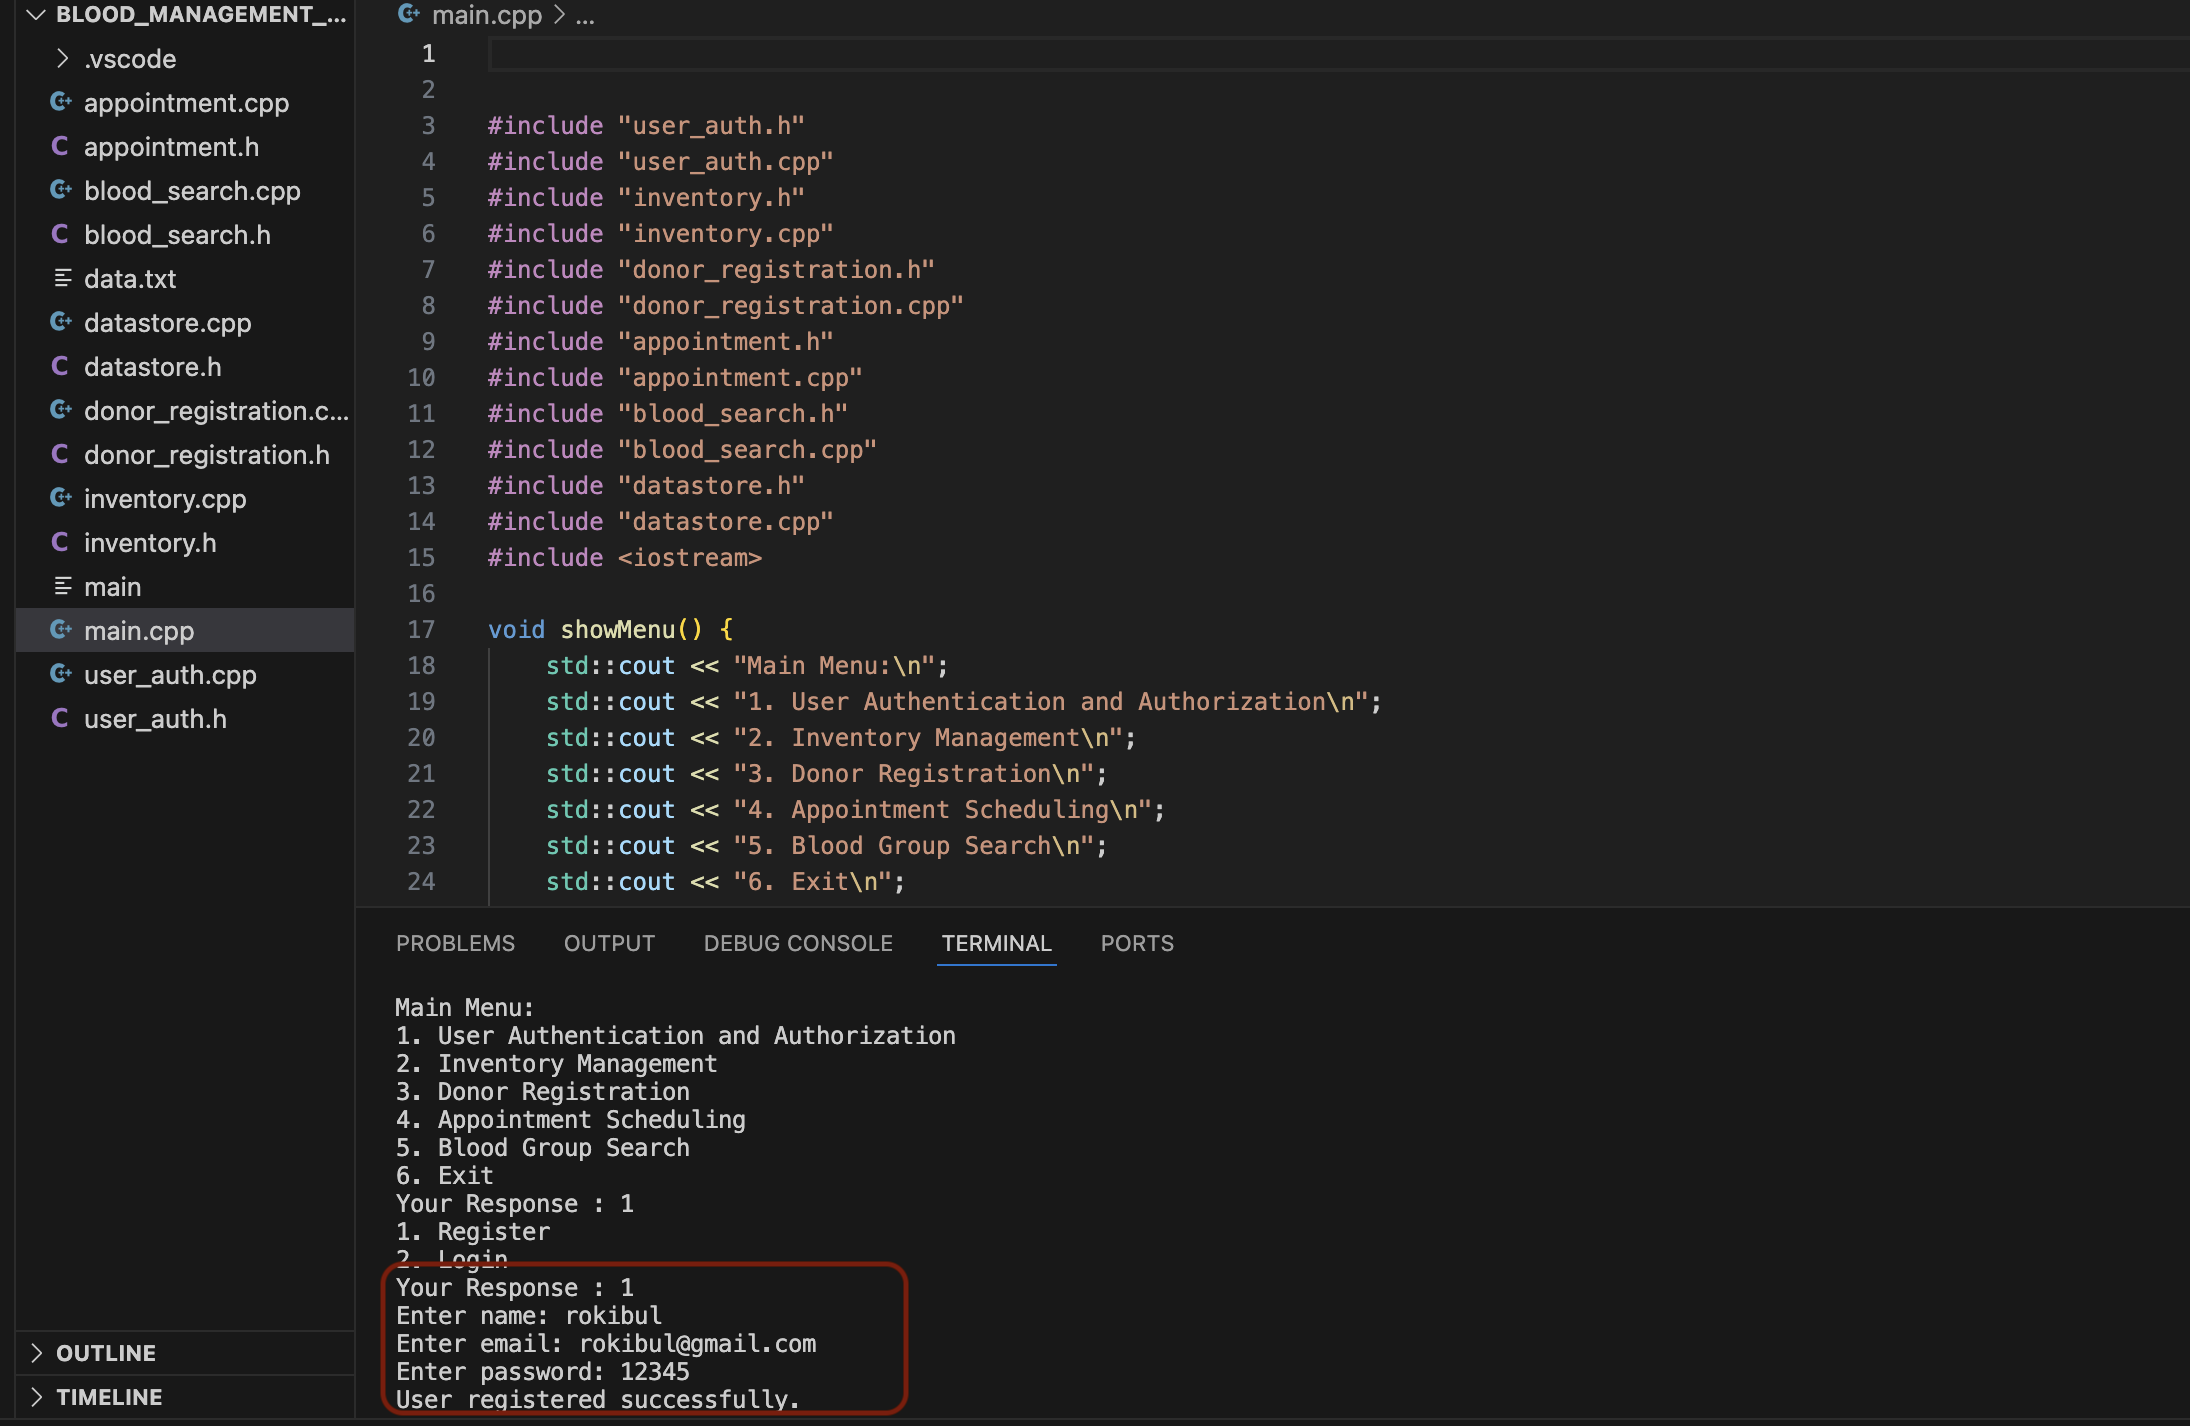 BLOOD_MANAGEMENT_...
.vscode
appointment.cpp
appointment.h
blood_search.cpp
blood_search.h
data.txt
datastore.cpp
datastore.h
donor_registration.c...
donor_registration.h
inventory.cpp
inventory.h
main
main.cpp
user_auth.cpp
user_auth.h
OUTLINE
TIMELINE
main.cpp > ...
1
2
3 #include "user_auth.h"
4 #include "user_auth.cpp"
5 #include "inventory.h"
6 #include "inventory.cpp"
7 #include "donor_registration.h"
8 #include "donor_registration.cpp"
9 #include "appointment.h"
10 #include "appointment.cpp"
11 #include "blood_search.h"
12 #include "blood_search.cpp"
13 #include "datastore.h"
14 #include "datastore.cpp"
15 #include <iostream>
16
17 void showMenu() {
18     std::cout << "Main Menu:\n";
19     std::cout << "1. User Authentication and Authorization\n";
20     std::cout << "2. Inventory Management\n";
21     std::cout << "3. Donor Registration\n";
22     std::cout << "4. Appointment Scheduling\n";
23     std::cout << "5. Blood Group Search\n";
24     std::cout << "6. Exit\n";
PROBLEMS OUTPUT DEBUG CONSOLE TERMINAL PORTS
Main Menu:
1. User Authentication and Authorization
2. Inventory Management
3. Donor Registration
4. Appointment Scheduling
5. Blood Group Search
6. Exit
Your Response : 1
1. Register
2. Login
Your Response : 1
Enter name: rokibul
Enter email: rokibul@gmail.com
Enter password: 12345
User registered successfully.